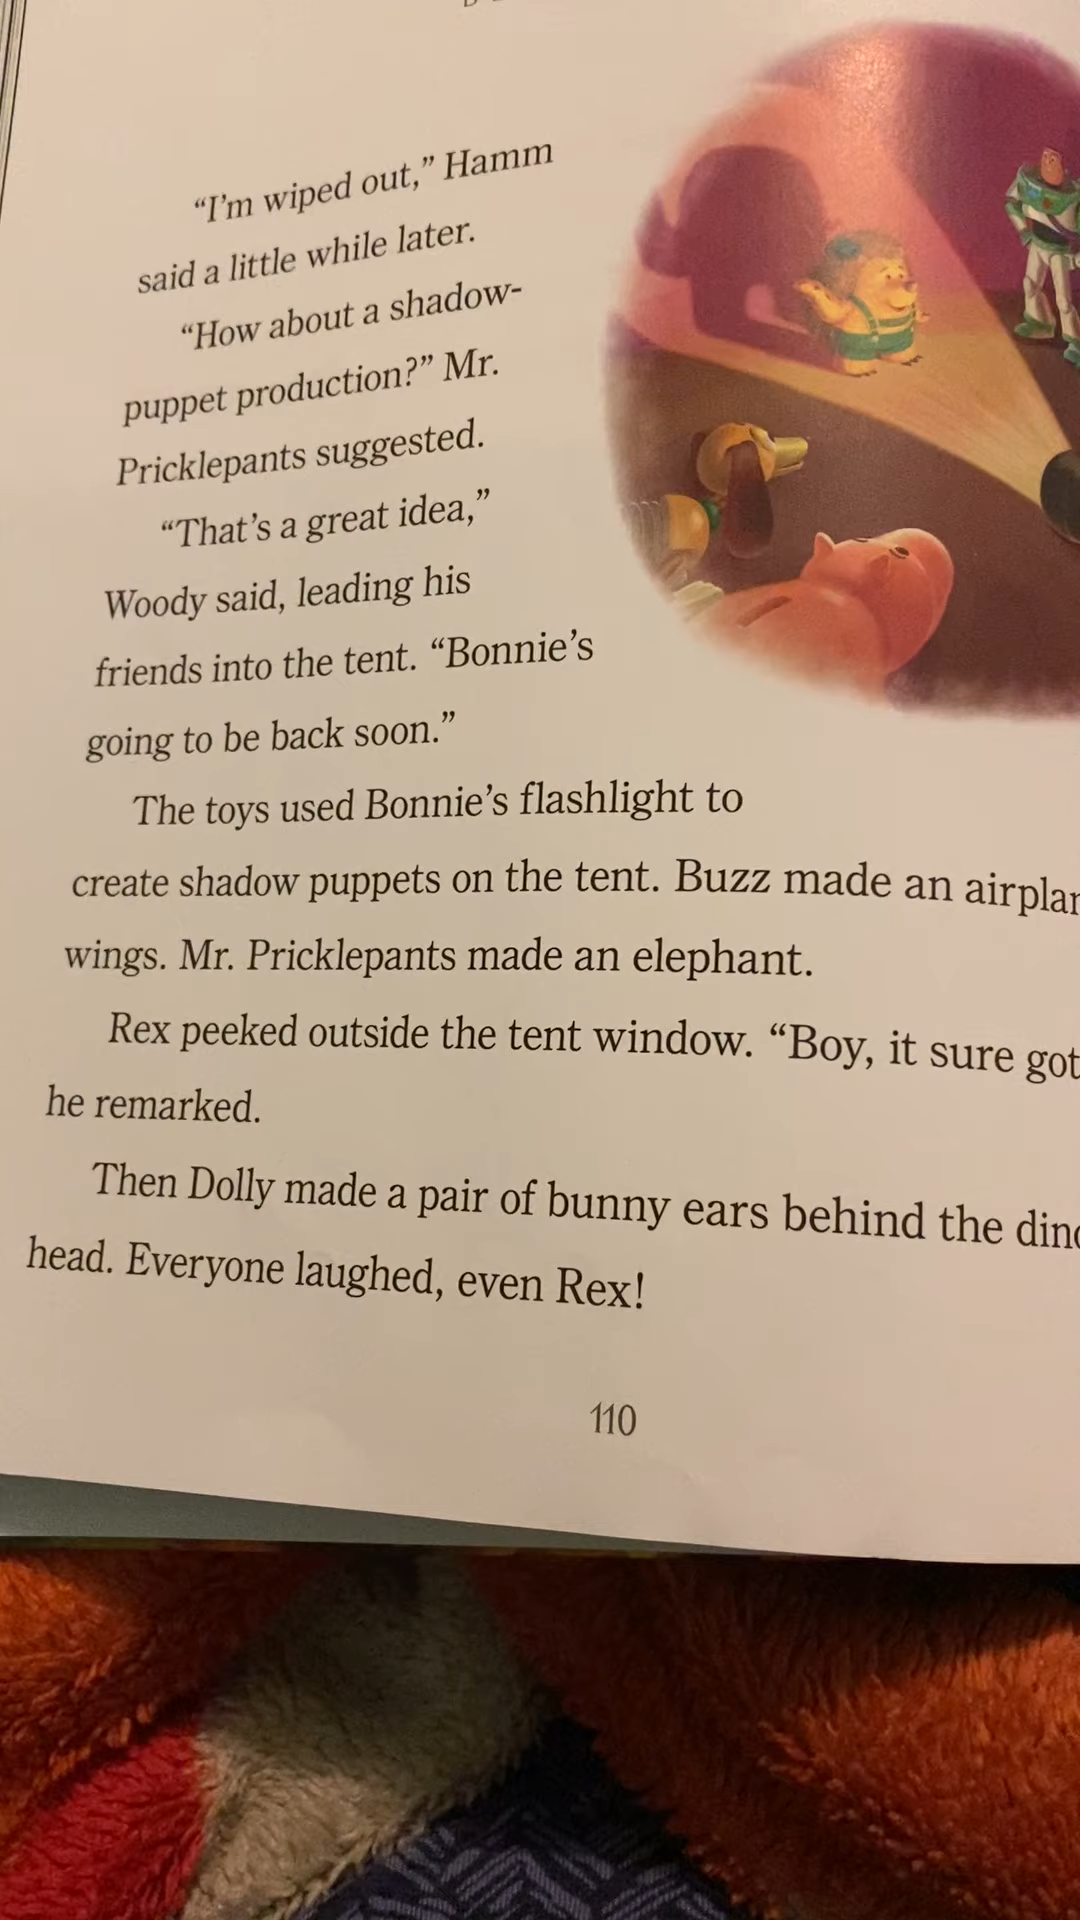 “I’m wiped out,” Hamm
said a little while later.
“How about a shadow-
puppet production?” Mr.
Pricklepants suggested.
“That’s a great idea,”
Woody said, leading his
friends into the tent. “Bonnie’s
going to be back soon.”
The toys used Bonnie’s flashlight to
create shadow puppets on the tent. Buzz made an
wings. Mr. Pricklepants made an elephant.
Rex peeked outside the tent window. “Boy, it sure got
he remarked.
Then Dolly made a pair of bunny ears behind the
head. Everyone laughed, even Rex!
110